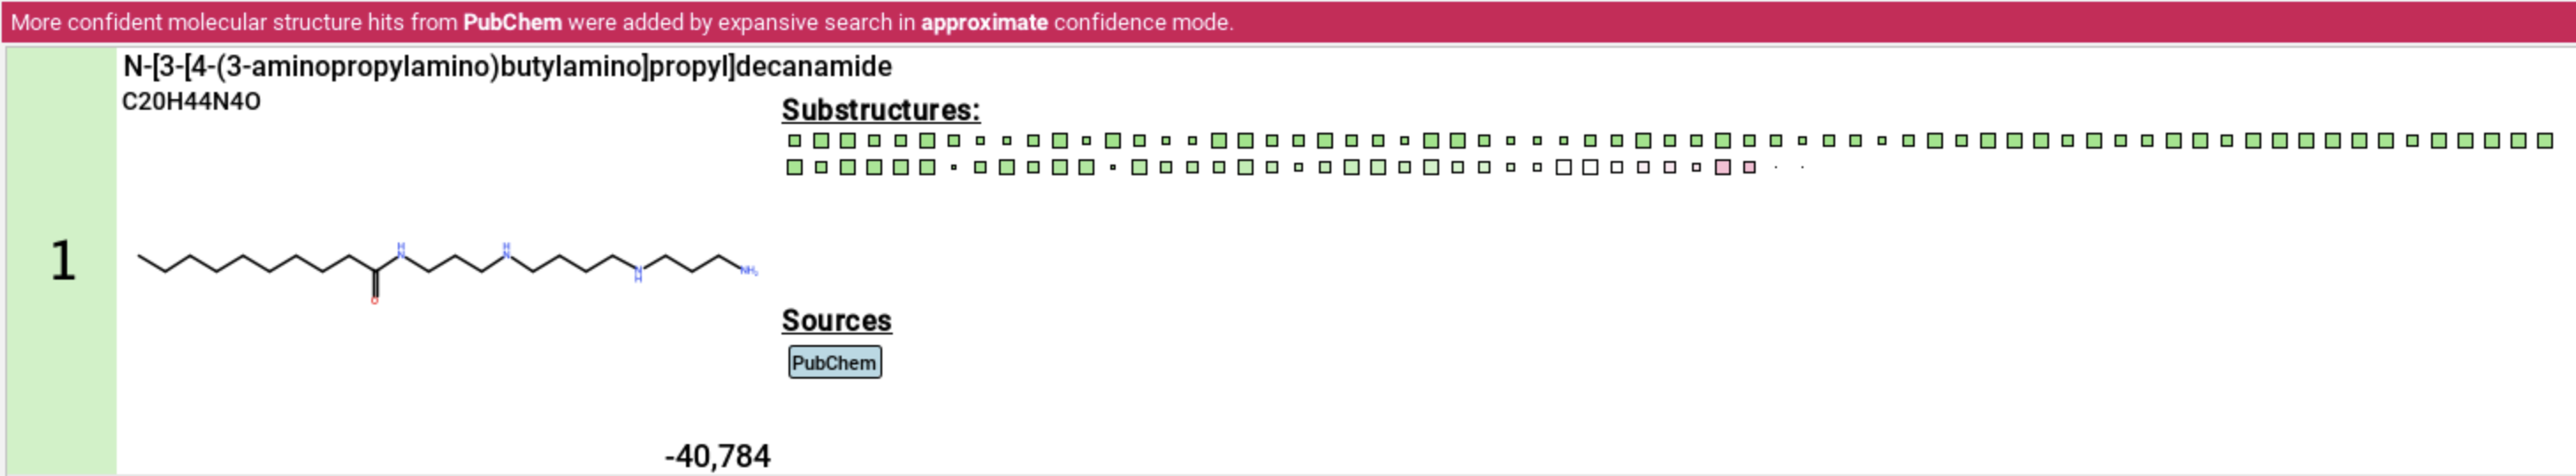 More confident molecular structure hits from PubChem were added by expansive search in approximate confidence mode.
N-[3-[4-(3-aminopropylamino)butylamino]propyl]decanamide
C20H44N4O
Substructures:
1
H
N
H
N
N
H
NH₂
O
Sources
PubChem
-40,784